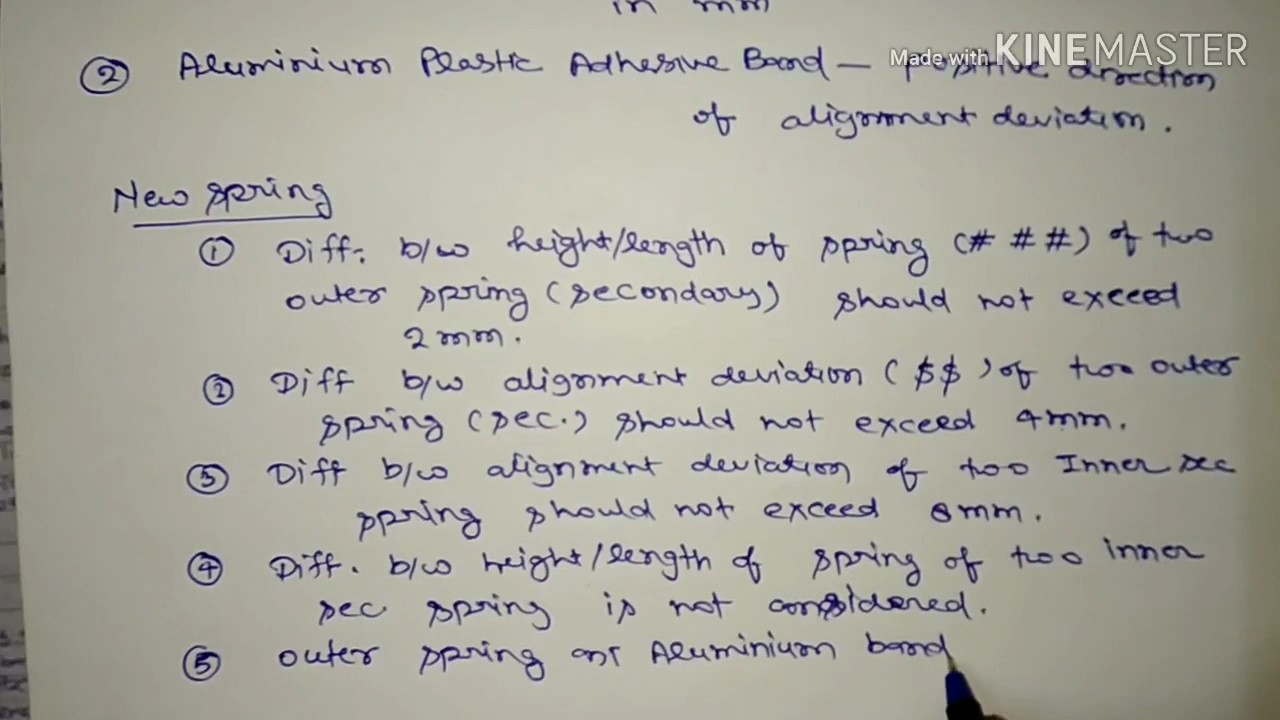 in mm
② Aluminium Plastic Adhesive Band — positive direction
of alignment deviation.
Made with KINEMASTER
New spring
① Diff. b/w height/length of spring (# # #) of two
outer spring (secondary) should not exceed
2mm.
② Diff b/w alignment deviation ($$) of two outer
spring (sec.) should not exceed 4mm.
③ Diff b/w alignment deviation of two Inner sec
spring should not exceed 8mm.
④ Diff. b/w height/length of spring of two inner
sec spring is not considered.
⑤ outer spring Aluminium band